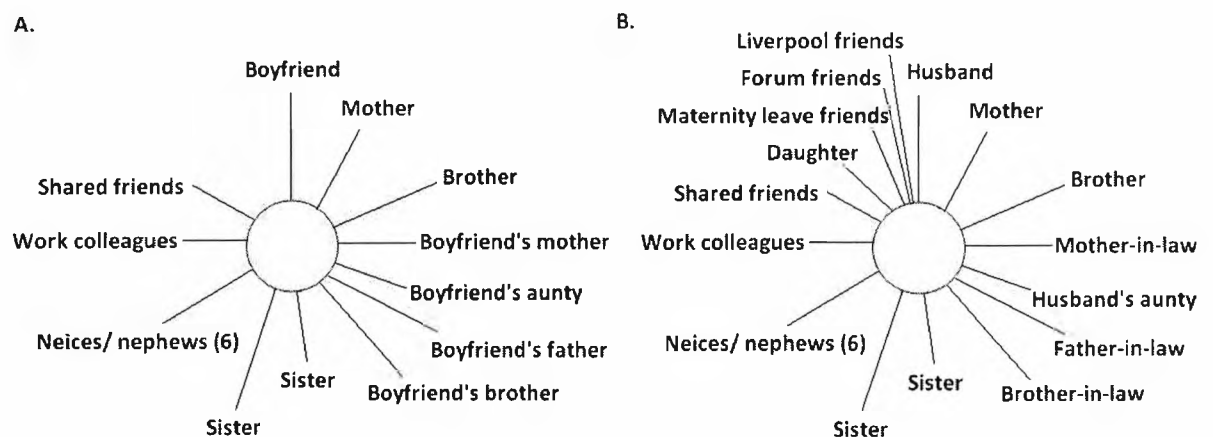 A.
Boyfriend
Mother
Brother
Boyfriend's mother
Boyfriend's aunty
Boyfriend's father
Boyfriend's brother
Sister
Sister
Neices/ nephews (6)
Work colleagues
Shared friends
B.
Liverpool friends
Husband
Forum friends
Mother
Maternity leave friends
Daughter
Brother
Shared friends
Work colleagues
Mother-in-law
Husband's aunty
Father-in-law
Brother-in-law
Sister
Sister
Neices/ nephews (6)